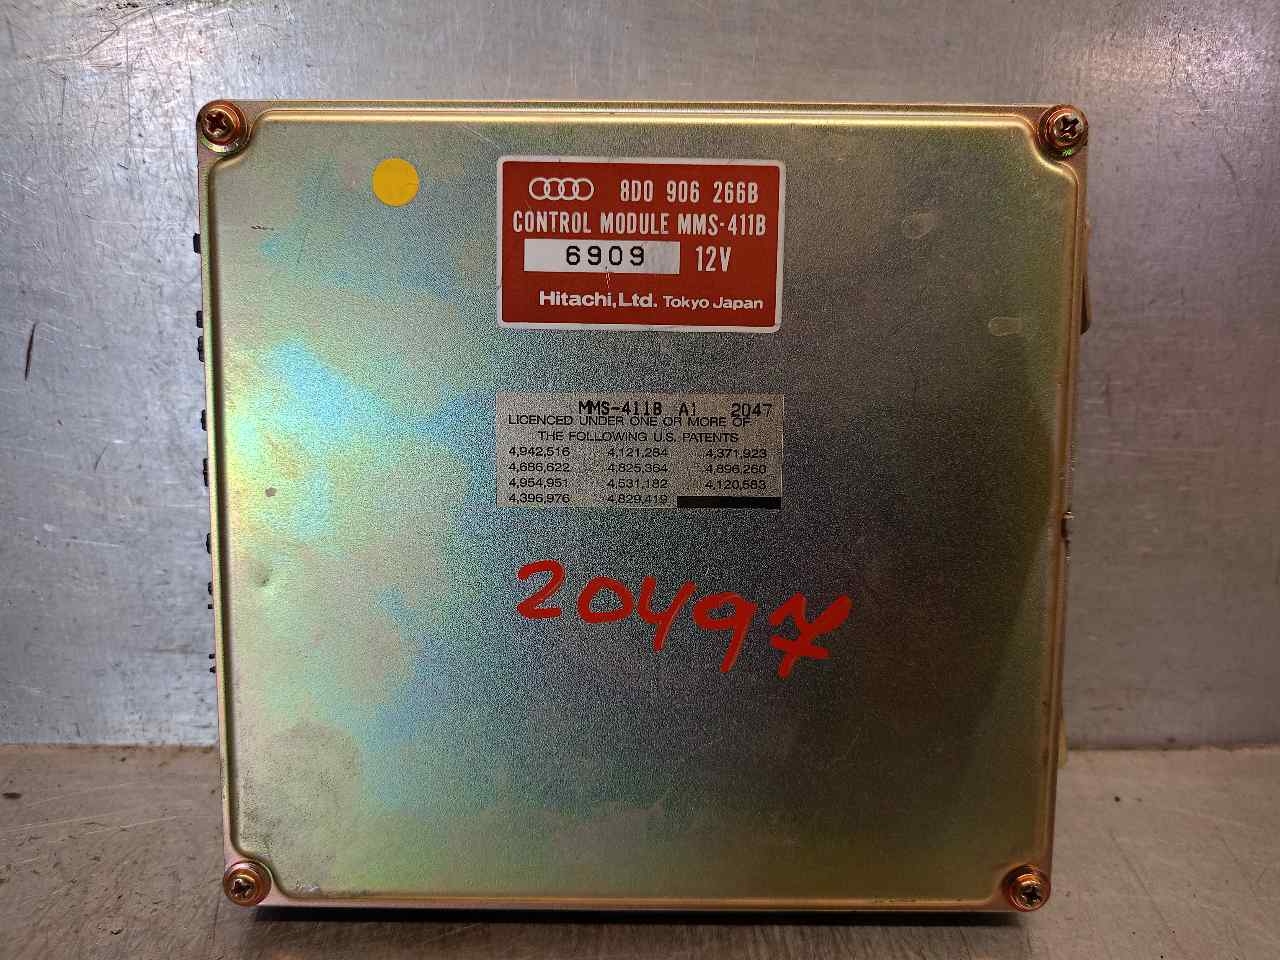 8D0 906 266B
CONTROL MODULE MMS-411B
6909 12V
Hitachi, Ltd. Tokyo Japan
MMS-411B A1 2047
LICENCED UNDER ONE OR MORE OF
THE FOLLOWING U.S. PATENTS
4,942,516 4,121,284 4,371,923
4,686,622 4,825,364 4,896,260
4,954,951 4,531,182 4,120,583
4,396,976 4,829,419
20497